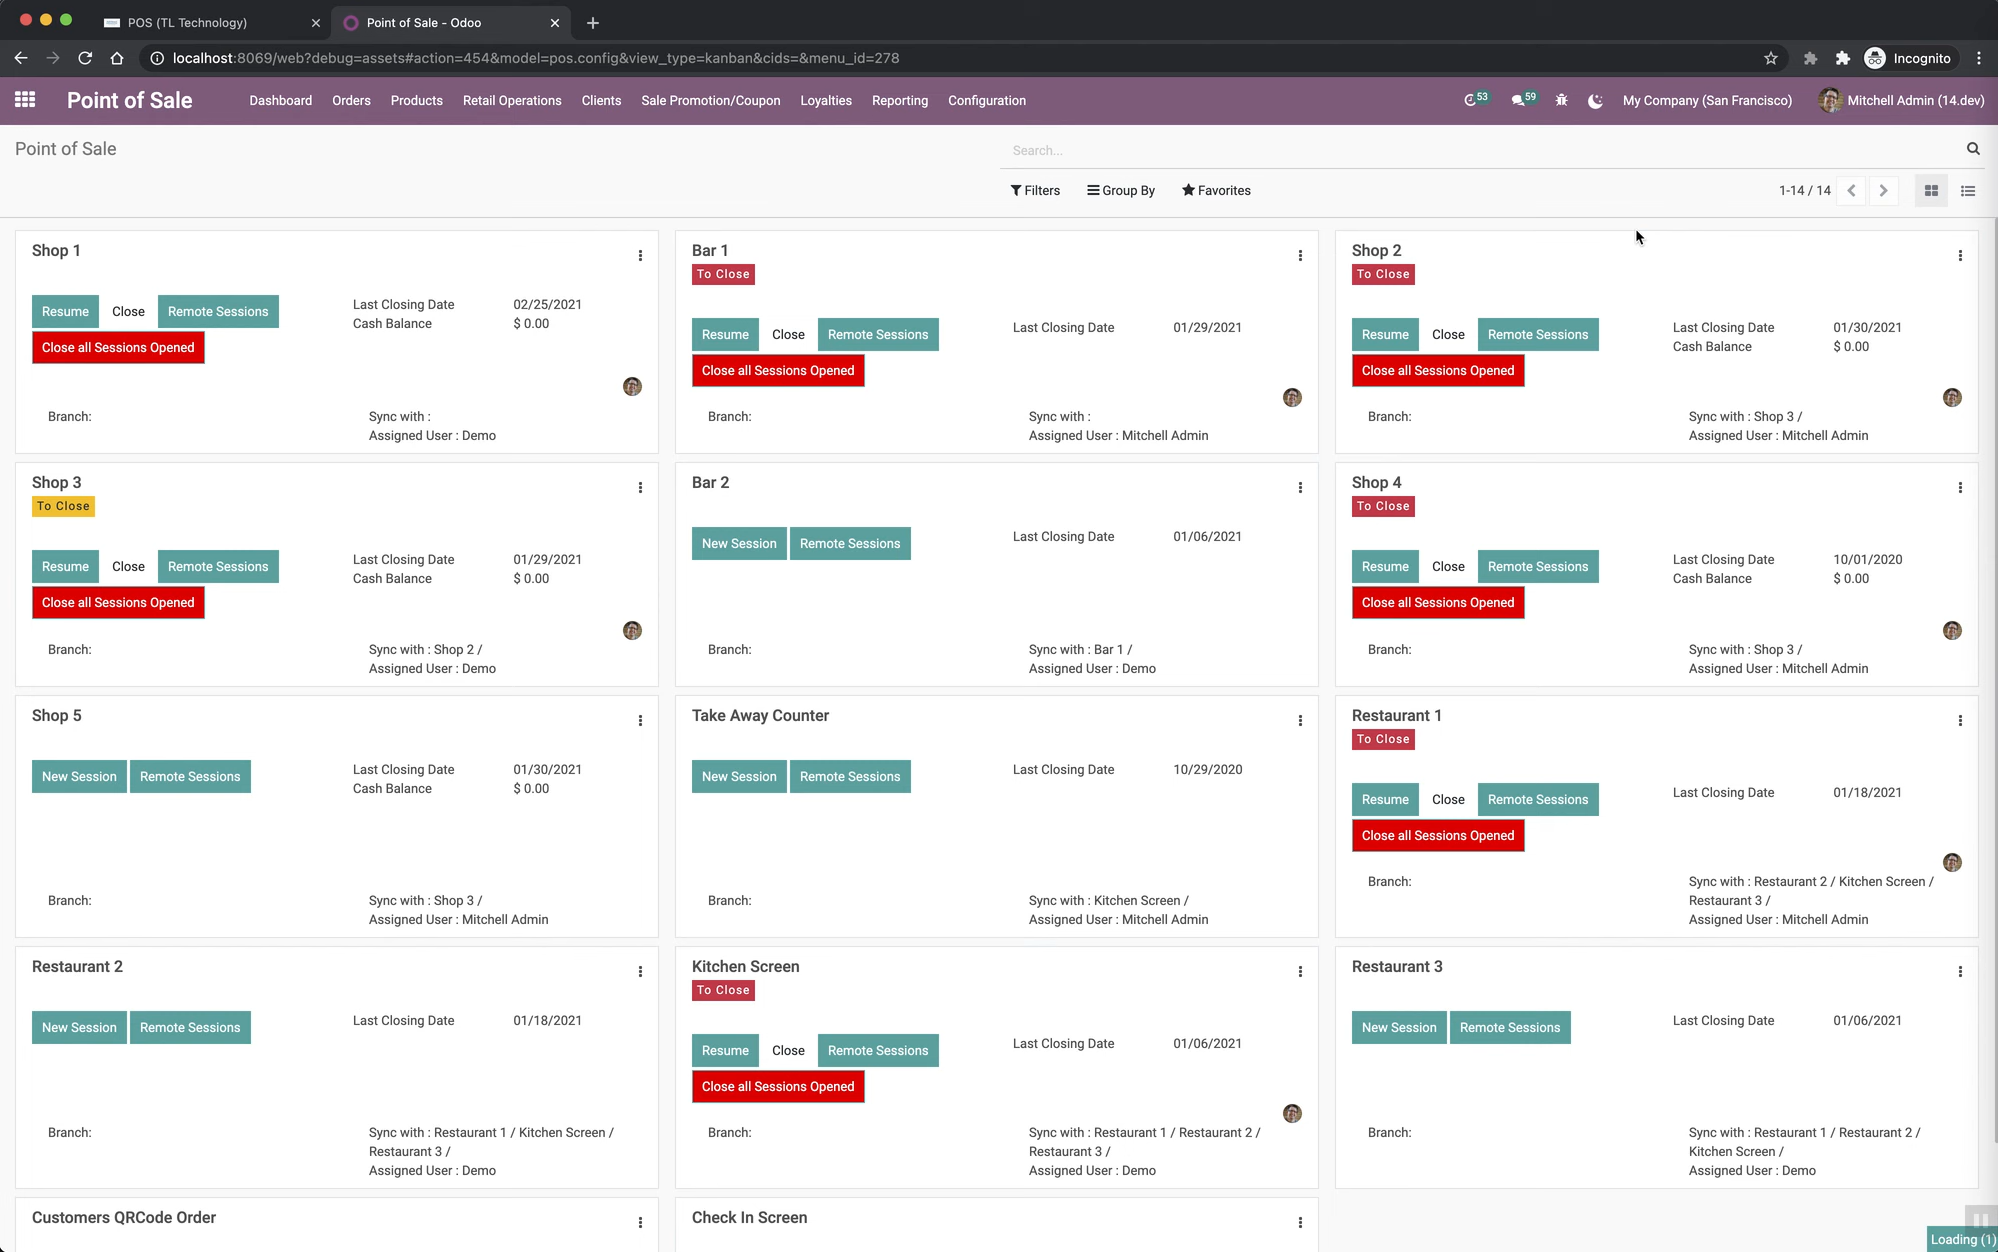 POS (TL Technology)
Point of Sale - Odoo
localhost:8069/web?debug=assets#action=454&model=pos.config&view_type=kanban&cids=&menu_id=278
Incognito
Point of Sale
Dashboard
Orders
Products
Retail Operations
Clients
Sale Promotion/Coupon
Loyalties
Reporting
Configuration
53
59
My Company (San Francisco)
Mitchell Admin (14.dev)
Point of Sale
Search...
Filters
Group By
Favorites
1-14 / 14
Shop 1
Resume
Close
Remote Sessions
Close all Sessions Opened
Last Closing Date 02/25/2021
Cash Balance $ 0.00
Branch:
Sync with :
Assigned User : Demo
Bar 1
To Close
Resume
Close
Remote Sessions
Close all Sessions Opened
Last Closing Date 01/29/2021
Branch:
Sync with :
Assigned User : Mitchell Admin
Shop 2
To Close
Resume
Close
Remote Sessions
Close all Sessions Opened
Last Closing Date 01/30/2021
Cash Balance $ 0.00
Branch:
Sync with : Shop 3 /
Assigned User : Mitchell Admin
Shop 3
To Close
Resume
Close
Remote Sessions
Close all Sessions Opened
Last Closing Date 01/29/2021
Cash Balance $ 0.00
Branch:
Sync with : Shop 2 /
Assigned User : Demo
Bar 2
New Session
Remote Sessions
Last Closing Date 01/06/2021
Branch:
Sync with : Bar 1 /
Assigned User : Demo
Shop 4
To Close
Resume
Close
Remote Sessions
Close all Sessions Opened
Last Closing Date 10/01/2020
Cash Balance $ 0.00
Branch:
Sync with : Shop 3 /
Assigned User : Mitchell Admin
Shop 5
New Session
Remote Sessions
Last Closing Date 01/30/2021
Cash Balance $ 0.00
Branch:
Sync with : Shop 3 /
Assigned User : Mitchell Admin
Take Away Counter
New Session
Remote Sessions
Last Closing Date 10/29/2020
Branch:
Sync with : Kitchen Screen /
Assigned User : Mitchell Admin
Restaurant 1
To Close
Resume
Close
Remote Sessions
Close all Sessions Opened
Last Closing Date 01/18/2021
Branch:
Sync with : Restaurant 2 / Kitchen Screen /
Restaurant 3 /
Assigned User : Mitchell Admin
Restaurant 2
New Session
Remote Sessions
Last Closing Date 01/18/2021
Branch:
Sync with : Restaurant 1 / Kitchen Screen /
Restaurant 3 /
Assigned User : Demo
Kitchen Screen
To Close
Resume
Close
Remote Sessions
Close all Sessions Opened
Last Closing Date 01/06/2021
Branch:
Sync with : Restaurant 1 / Restaurant 2 /
Restaurant 3 /
Assigned User : Demo
Restaurant 3
New Session
Remote Sessions
Last Closing Date 01/06/2021
Branch:
Sync with : Restaurant 1 / Restaurant 2 /
Kitchen Screen /
Assigned User : Demo
Customers QRCode Order
Check In Screen
Loading (1)